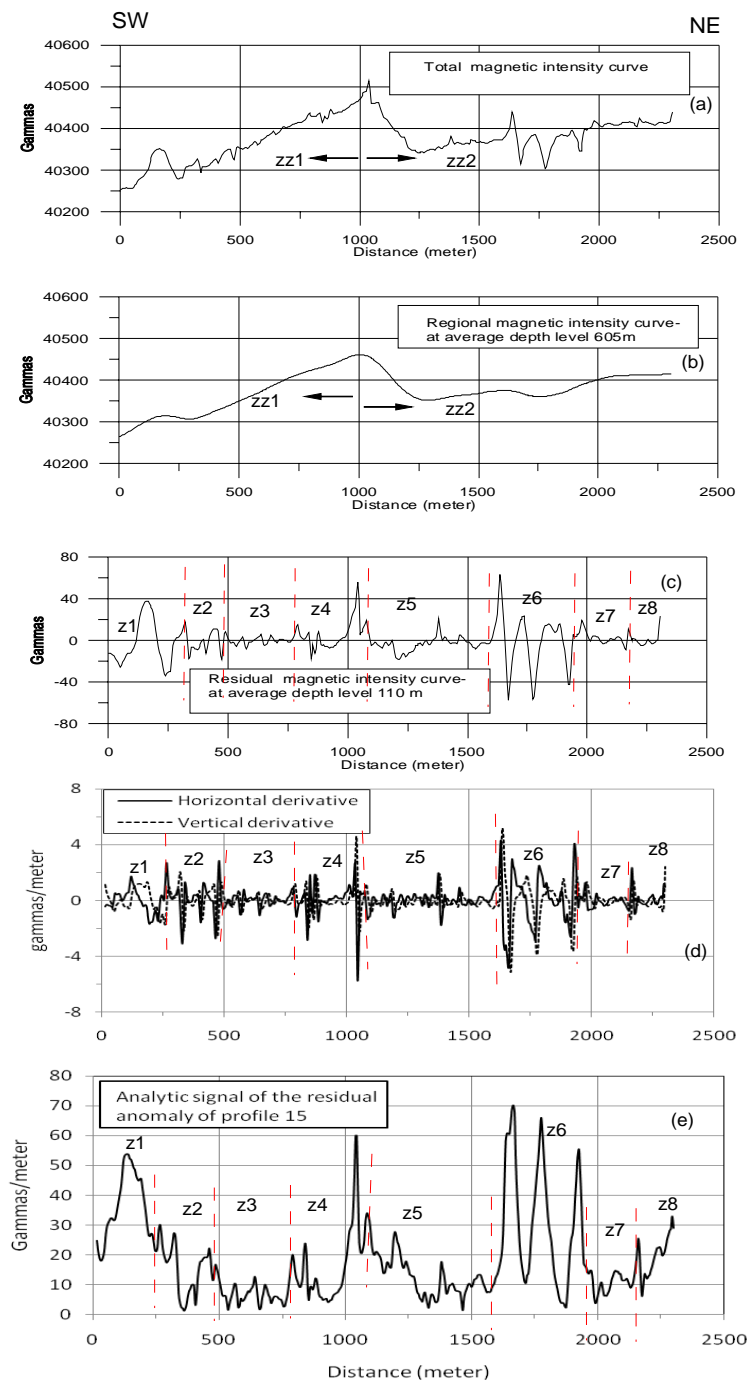 SW
NE
40600
40500
40400
40300
40200
Gammas
Total magnetic intensity curve
(a)
zz1
zz2
0
500
1000
1500
2000
2500
Distance (meter)
40600
40500
40400
40300
40200
Gammas
Regional magnetic intensity curve-
at average depth level 605m
(b)
zz1
zz2
0
500
1000
1500
2000
2500
Distance (meter)
80
40
0
-40
-80
Gammas
z1
z2
z3
z4
z5
z6
z7
z8
(c)
Residual magnetic intensity curve-
at average depth level 110 m
0
500
1000
1500
2000
2500
Distance (meter)
8
4
0
-4
-8
gammas/meter
Horizontal derivative
Vertical derivative
z1
z2
z3
z4
z5
z6
z7
z8
(d)
0
500
1000
1500
2000
2500
80
70
60
50
40
30
20
10
0
Gammas/meter
Analytic signal of the residual
anomaly of profile 15
(e)
z1
z2
z3
z4
z5
z6
z7
z8
0
500
1000
1500
2000
2500
Distance (meter)